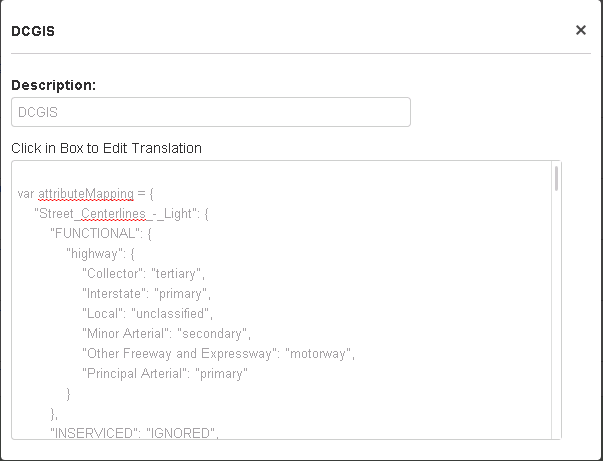 DCGIS ×
Description:
DCGIS
Click in Box to Edit Translation
var attributeMapping = {
"Street_Centerlines_-_Light": {
"FUNCTIONAL": {
"highway": {
"Collector": "tertiary",
"Interstate": "primary",
"Local": "unclassified",
"Minor Arterial": "secondary",
"Other Freeway and Expressway": "motorway",
"Principal Arterial": "primary"
}
},
"INSERVICED": "IGNORED",